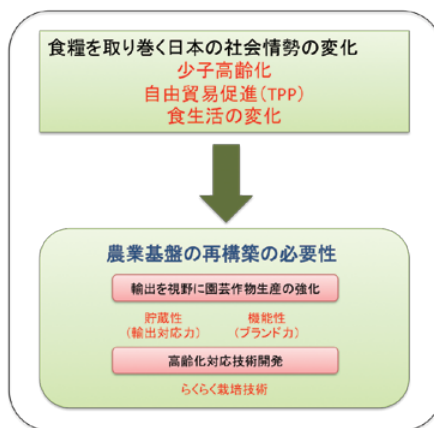 食糧を取り巻く日本の社会情勢の変化
少子高齢化
自由貿易促進(TPP)
食生活の変化
農業基盤の再構築の必要性
輸出を視野に園芸作物生産の強化
貯蔵性 機能性
(輸出対応力) (ブランド力)
高齢化対応技術開発
らくらく栽培技術